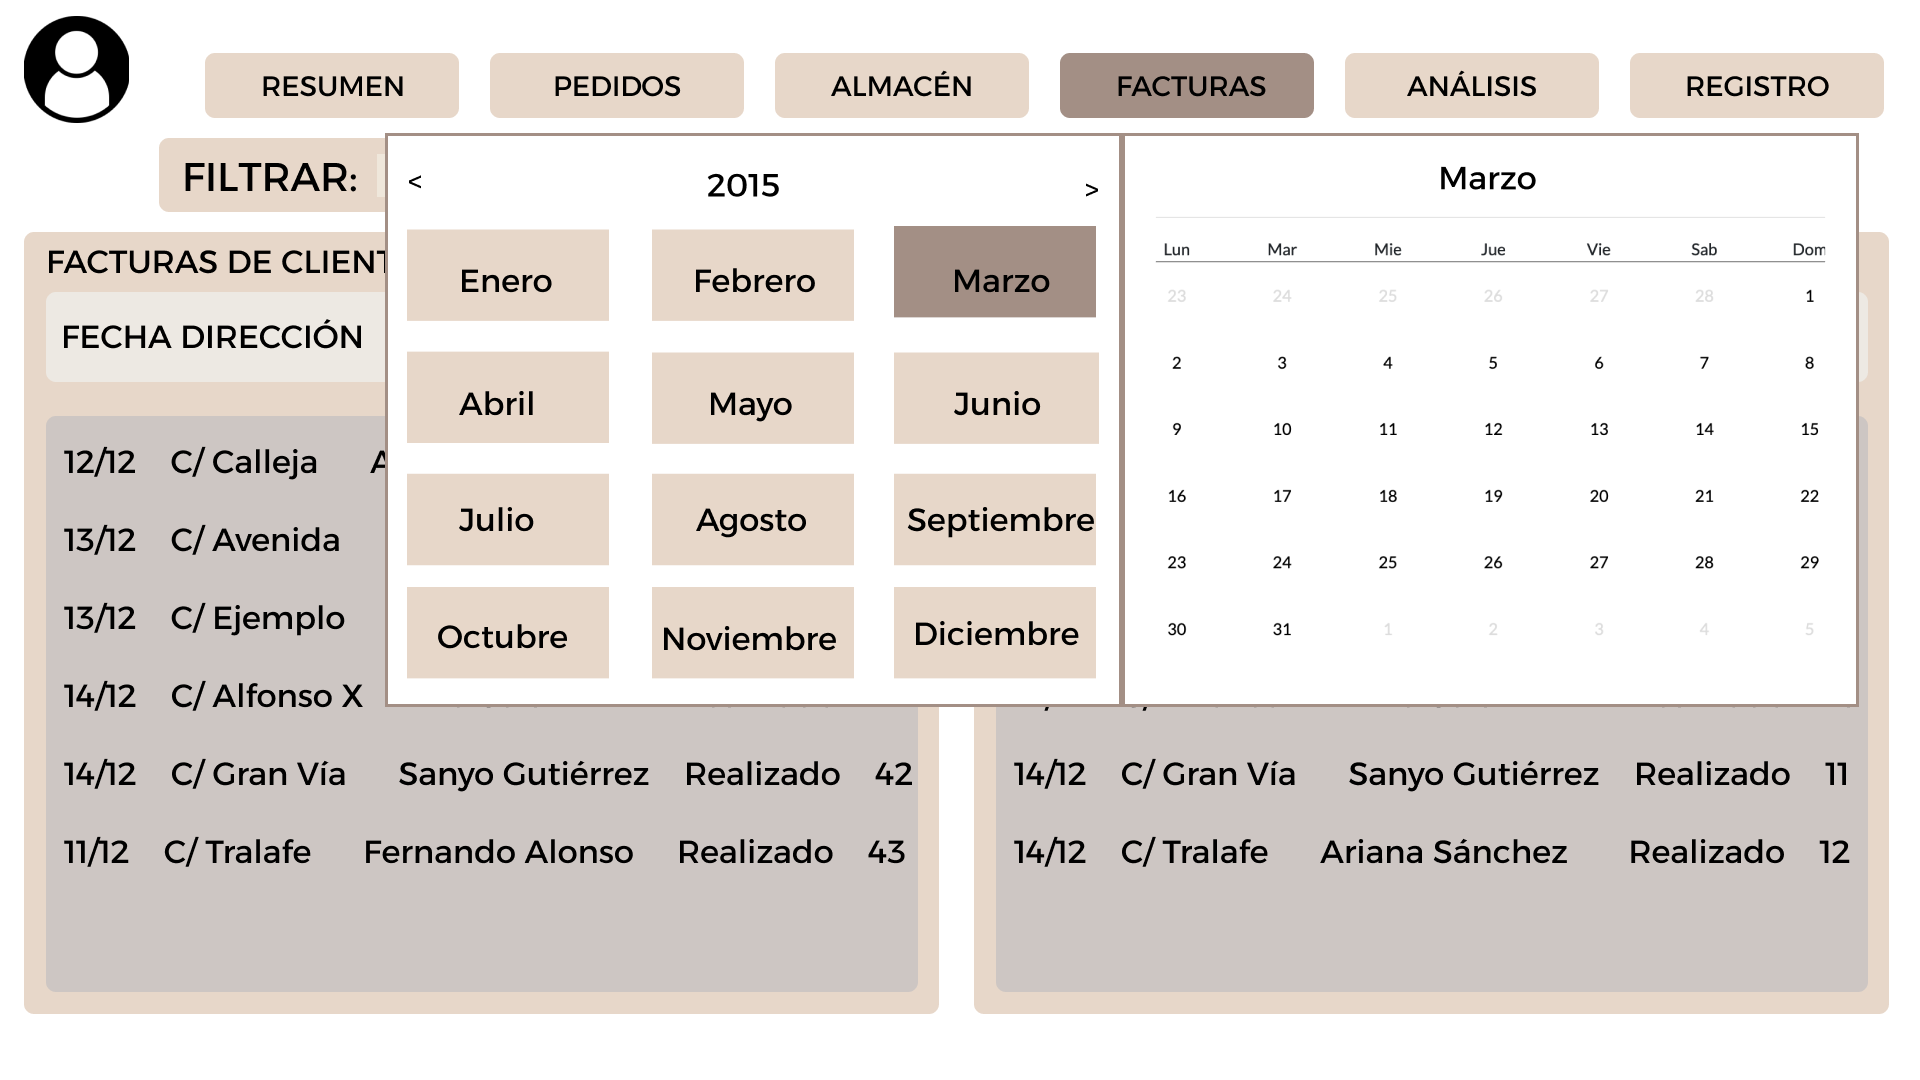 RESUMEN PEDIDOS ALMACÉN FACTURAS ANÁLISIS REGISTRO
FILTRAR:
< 2015 >
Enero Febrero Marzo
Abril Mayo Junio
Julio Agosto Septiembre
Octubre Noviembre Diciembre
Marzo
Lun Mar Mie Jue Vie Sab Dom
23 24 25 26 27 28 1
2 3 4 5 6 7 8
9 10 11 12 13 14 15
16 17 18 19 20 21 22
23 24 25 26 27 28 29
30 31 1 2 3 4 5
FACTURAS DE CLIENT
FECHA DIRECCIÓN
12/12 C/ Calleja A
13/12 C/ Avenida
13/12 C/ Ejemplo
14/12 C/ Alfonso X
14/12 C/ Gran Vía Sanyo Gutiérrez Realizado 42
11/12 C/ Tralafe Fernando Alonso Realizado 43
14/12 C/ Gran Vía Sanyo Gutiérrez Realizado 11
14/12 C/ Tralafe Ariana Sánchez Realizado 12